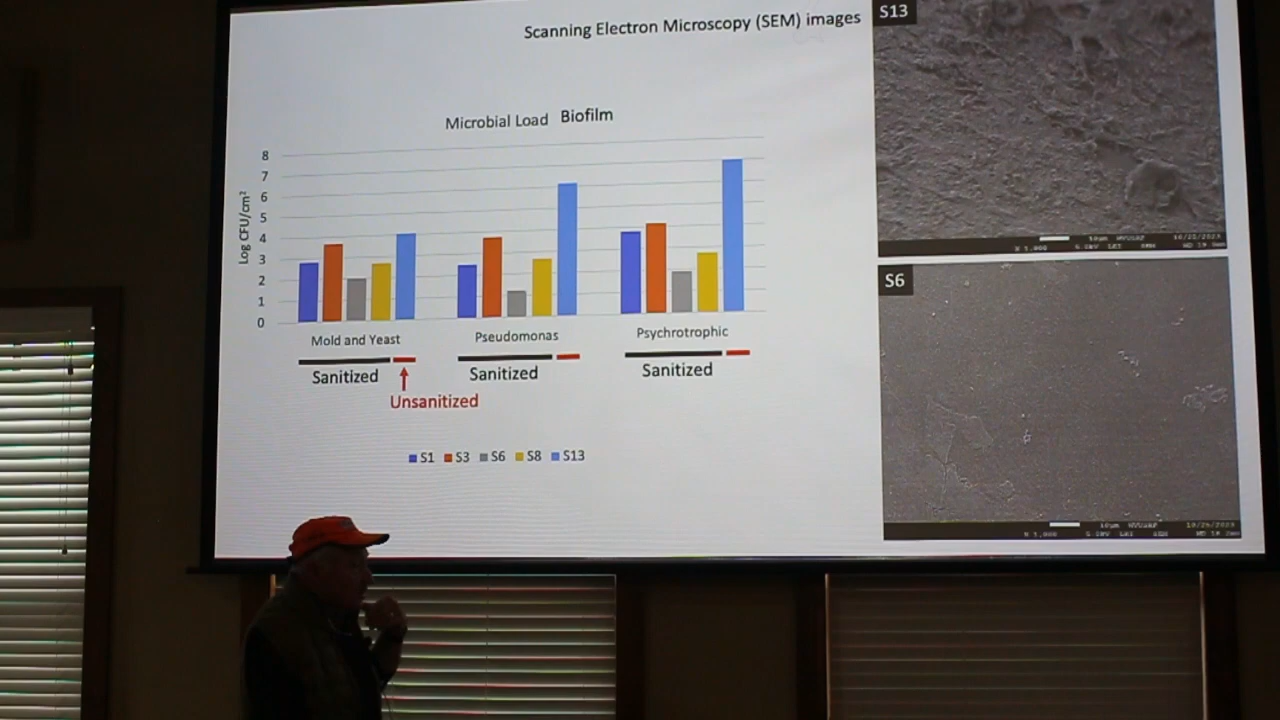 Scanning Electron Microscopy (SEM) images
S13
Microbial Load Biofilm
8
7
6
5
4
3
2
1
0
Log CFU/cm²
Mold and Yeast
Pseudomonas
Psychrotrophic
Sanitized
Sanitized
Sanitized
Unsanitized
S1 S3 S6 S8 S13
S6